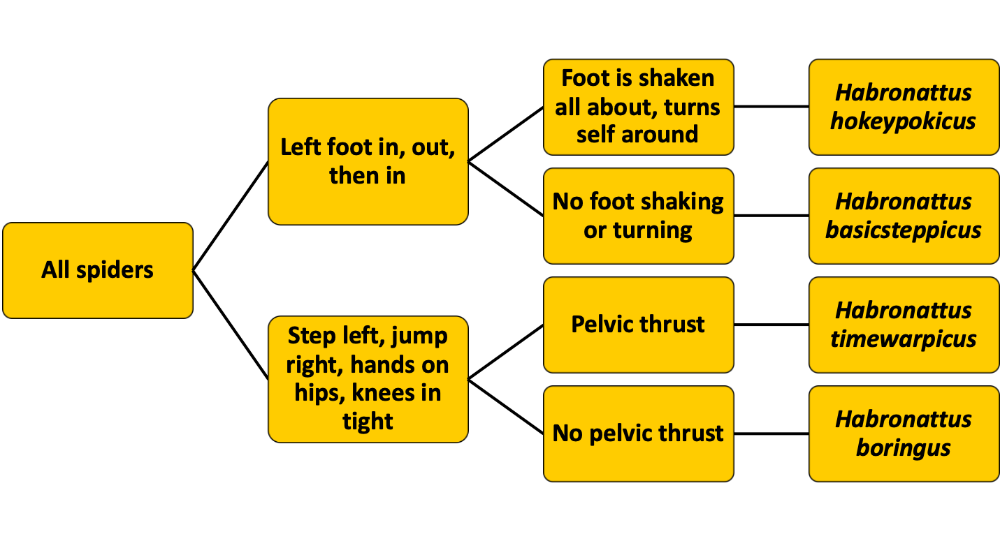 All spiders
Left foot in, out,
then in
Step left, jump
right, hands on
hips, knees in
tight
Foot is shaken
all about, turns
self around
No foot shaking
or turning
Pelvic thrust
No pelvic thrust
Habronattus
hokeypokicus
Habronattus
basicsteppicus
Habronattus
timewarpicus
Habronattus
boringus